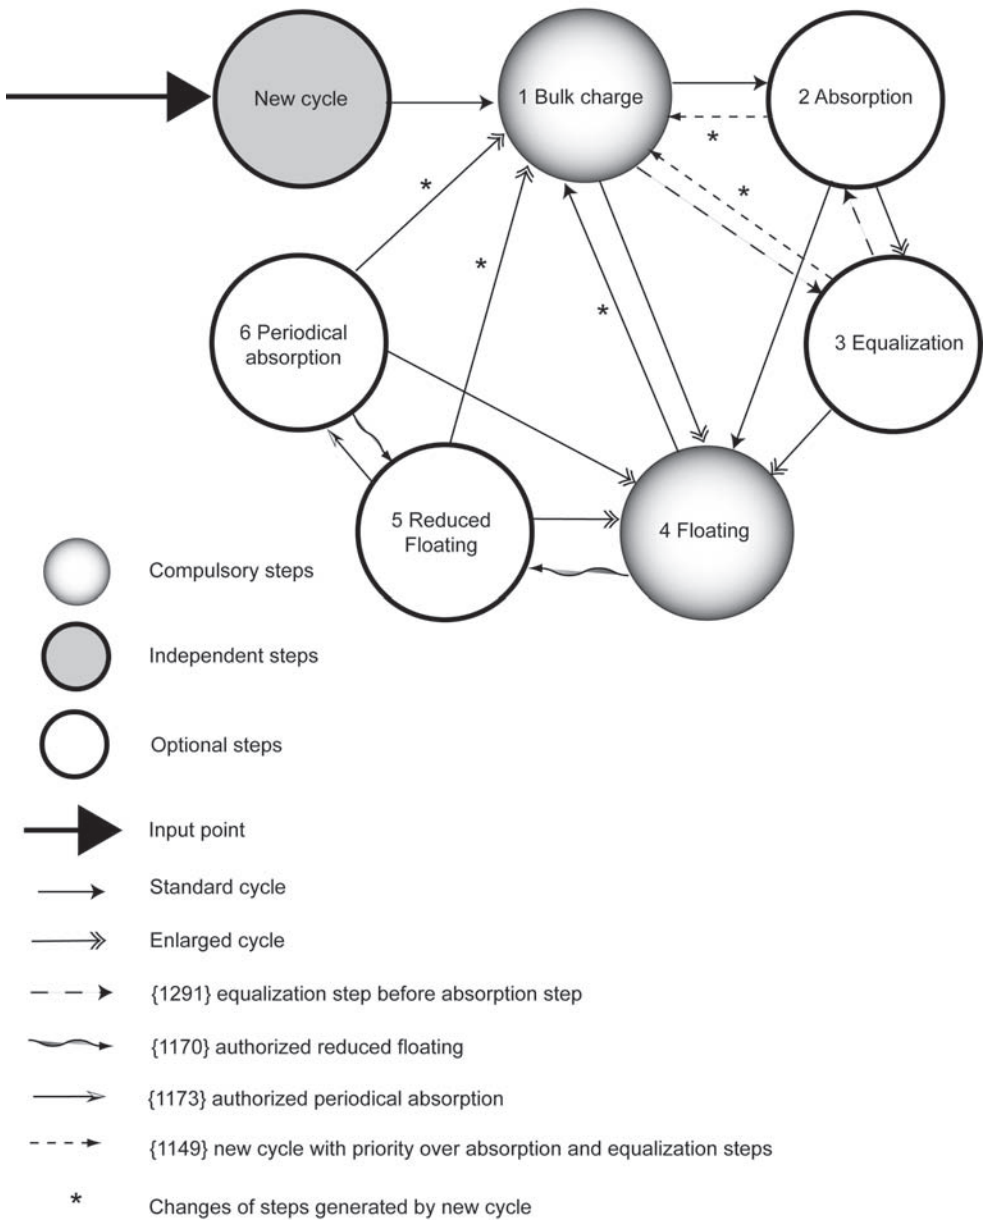 New cycle
1 Bulk charge
2 Absorption
*
*
*
*
*
3 Equalization
6 Periodical
absorption
5 Reduced
Floating
4 Floating
Compulsory steps
Independent steps
Optional steps
Input point
Standard cycle
Enlarged cycle
{1291} equalization step before absorption step
{1170} authorized reduced floating
{1173} authorized periodical absorption
{1149} new cycle with priority over absorption and equalization steps
* Changes of steps generated by new cycle